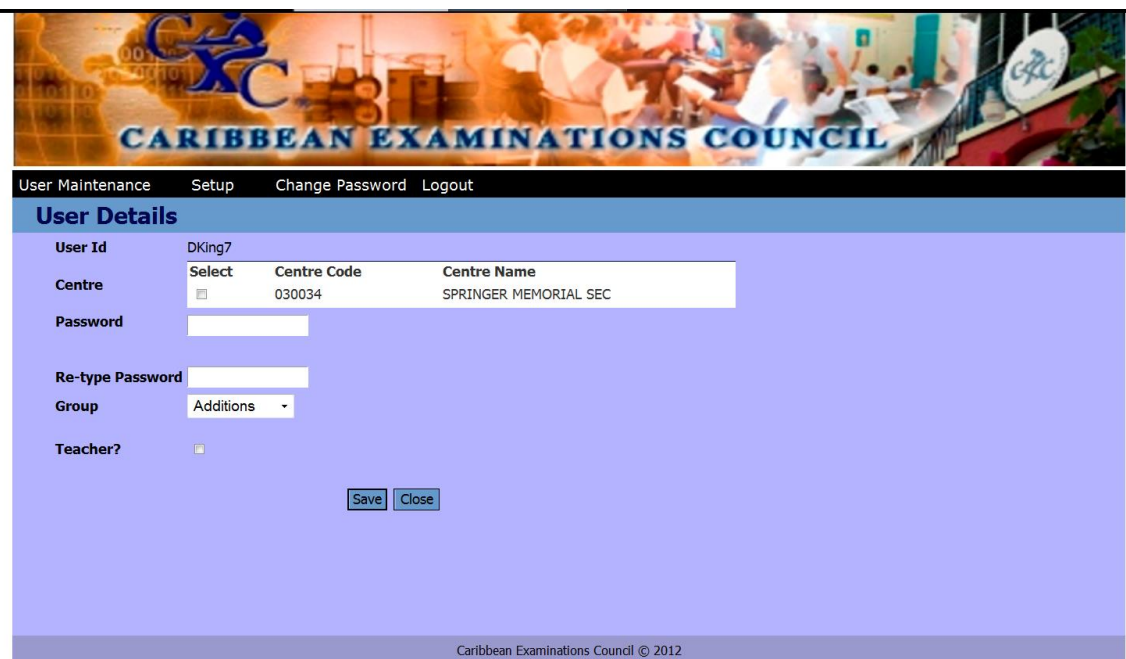 CXC
CXC
CARIBBEAN EXAMINATIONS COUNCIL
User Maintenance Setup Change Password Logout
User Details
User Id DKing7
Centre
Select Centre Code Centre Name
030034 SPRINGER MEMORIAL SEC
Password
Re-type Password
Group Additions
Teacher?
Save Close
Caribbean Examinations Council © 2012